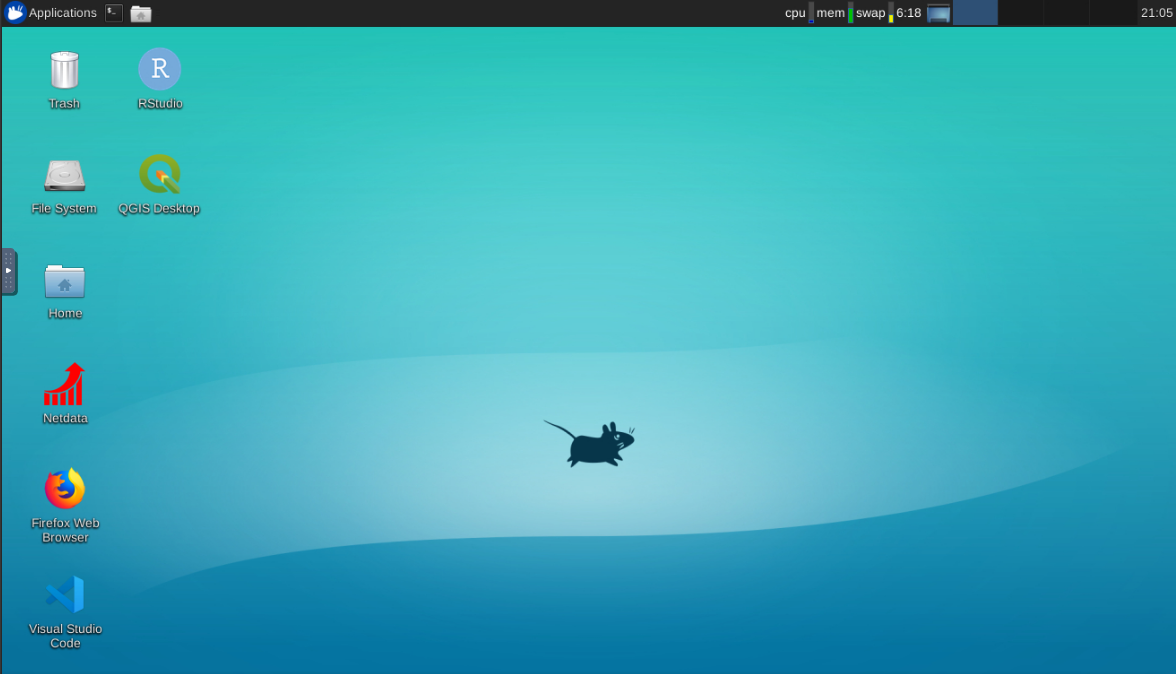 Applications
cpu mem swap 6:18 21:05
Trash
RStudio
File System
QGIS Desktop
Home
Netdata
Firefox Web
Browser
Visual Studio
Code